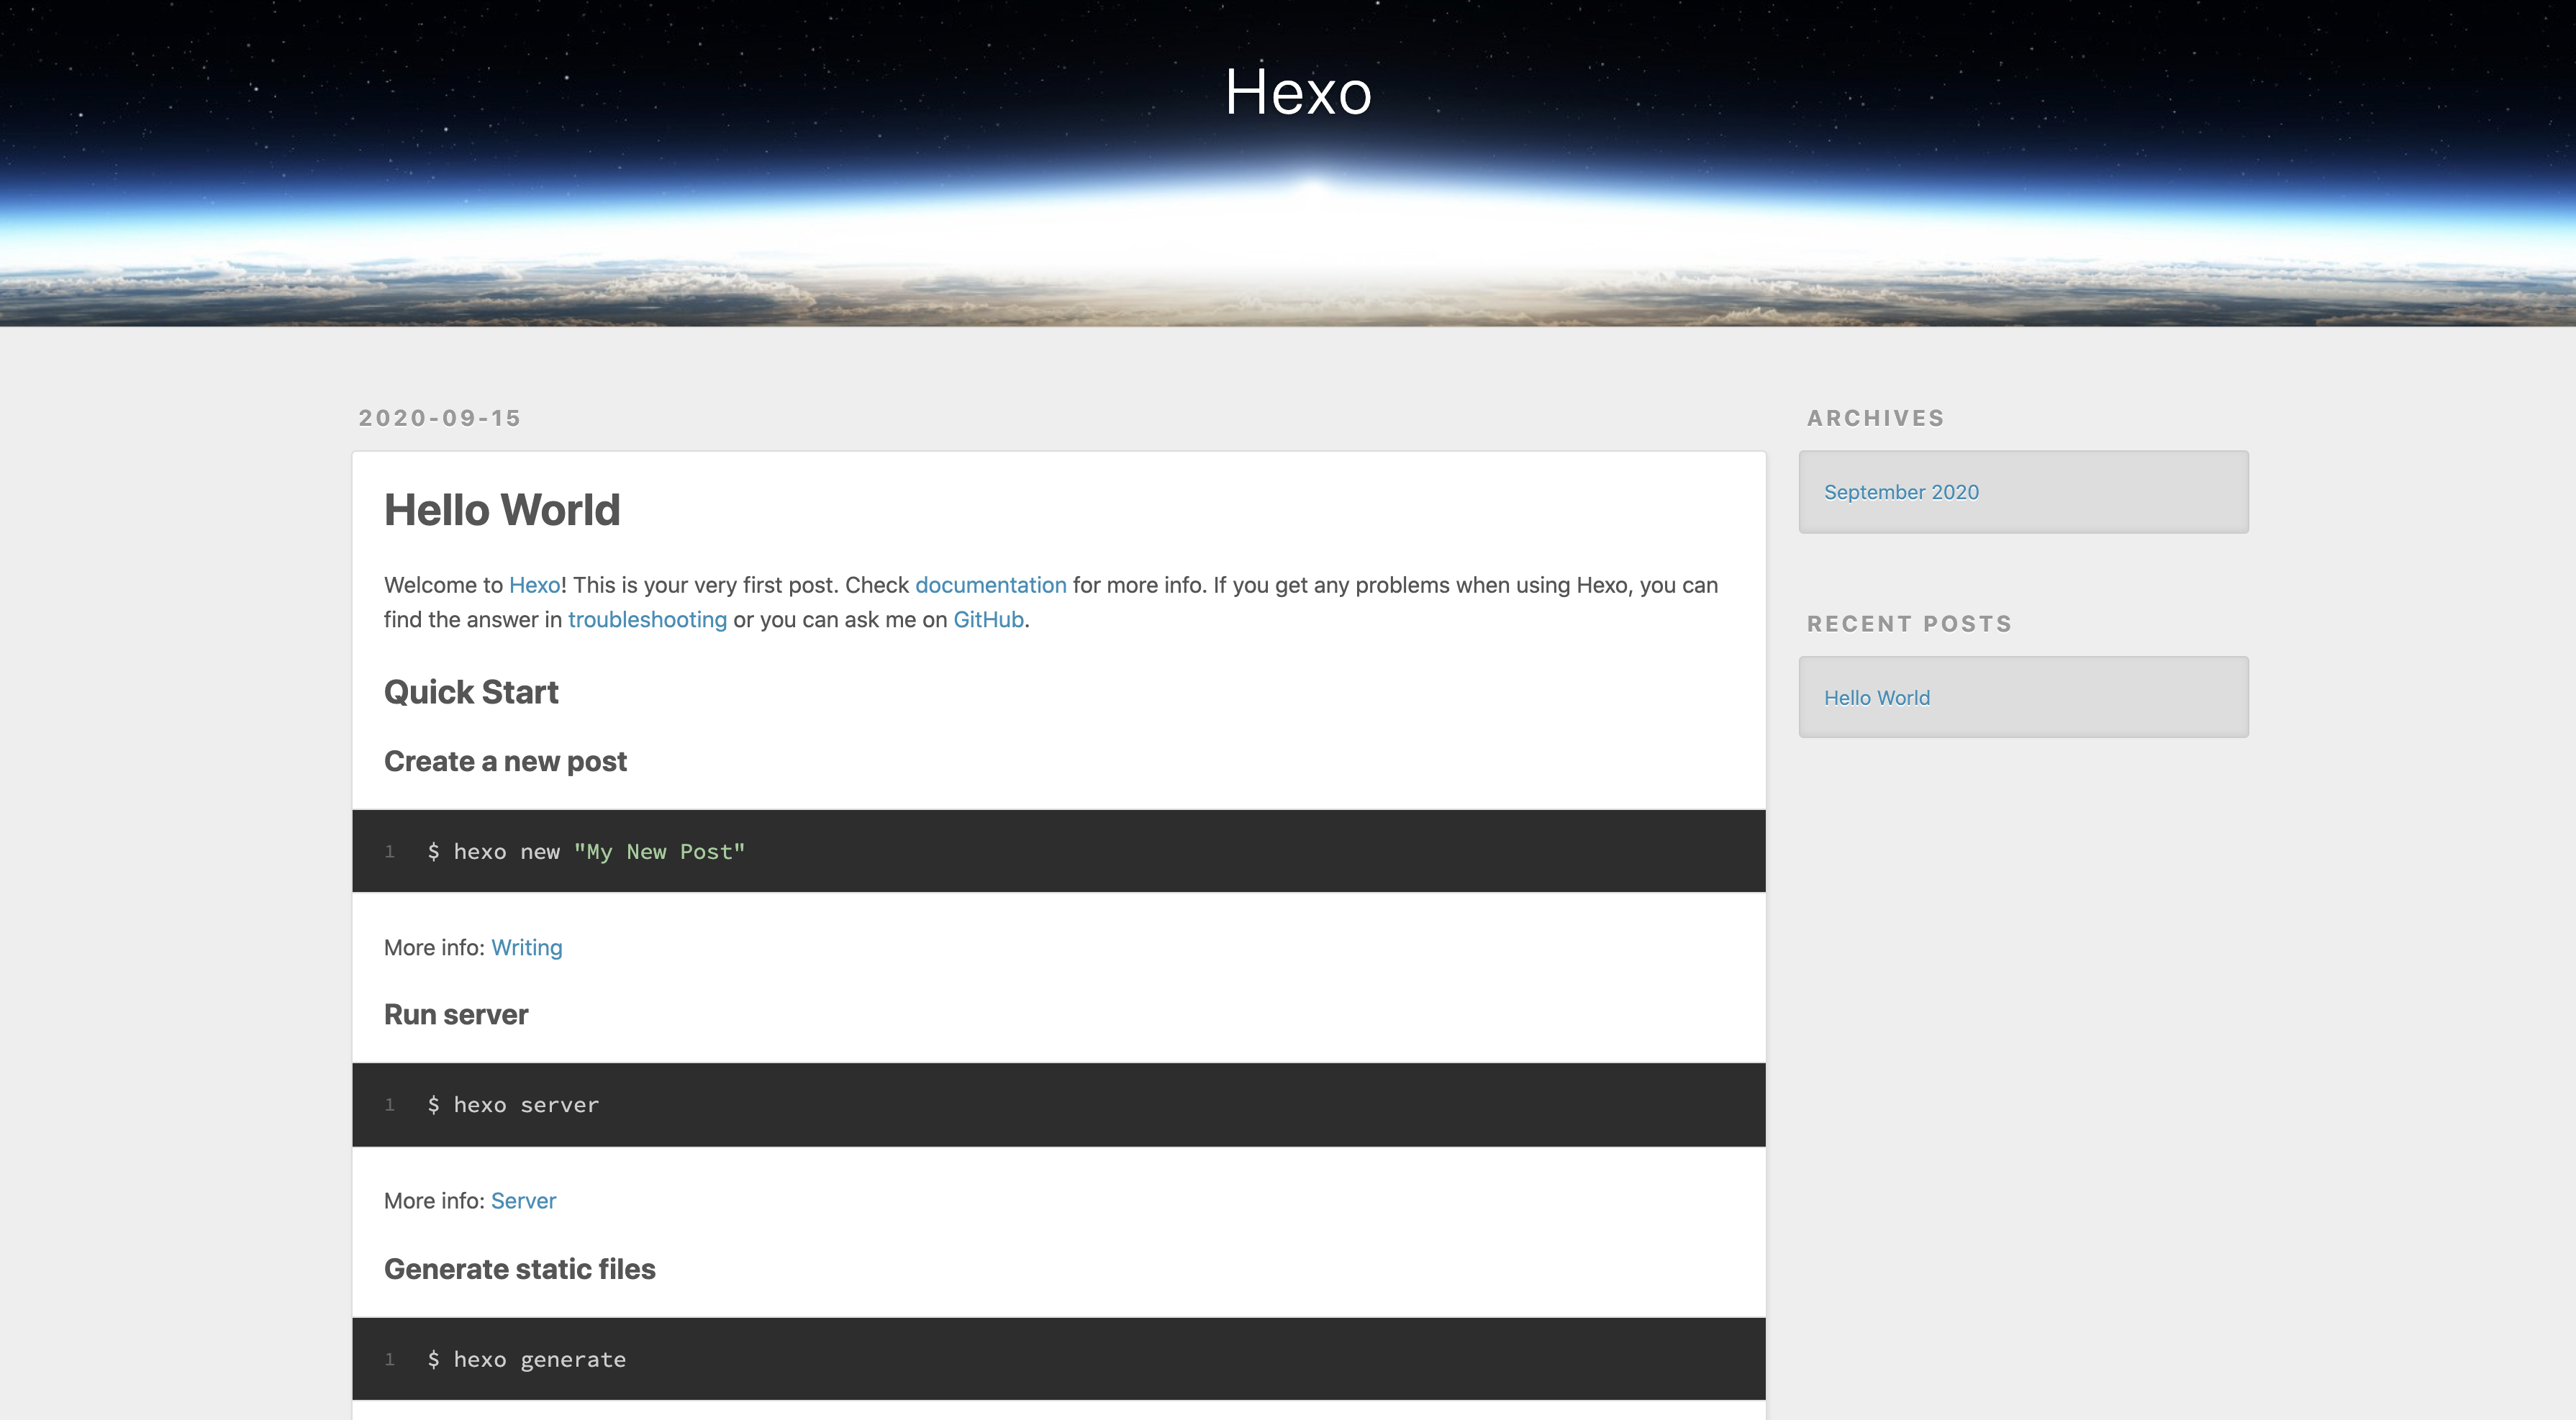 Hexo
2020-09-15
Hello World
Welcome to Hexo! This is your very first post. Check documentation for more info. If you get any problems when using Hexo, you can
find the answer in troubleshooting or you can ask me on GitHub.
Quick Start
Create a new post
1 $ hexo new "My New Post"
More info: Writing
Run server
1 $ hexo server
More info: Server
Generate static files
1 $ hexo generate
ARCHIVES
September 2020
RECENT POSTS
Hello World